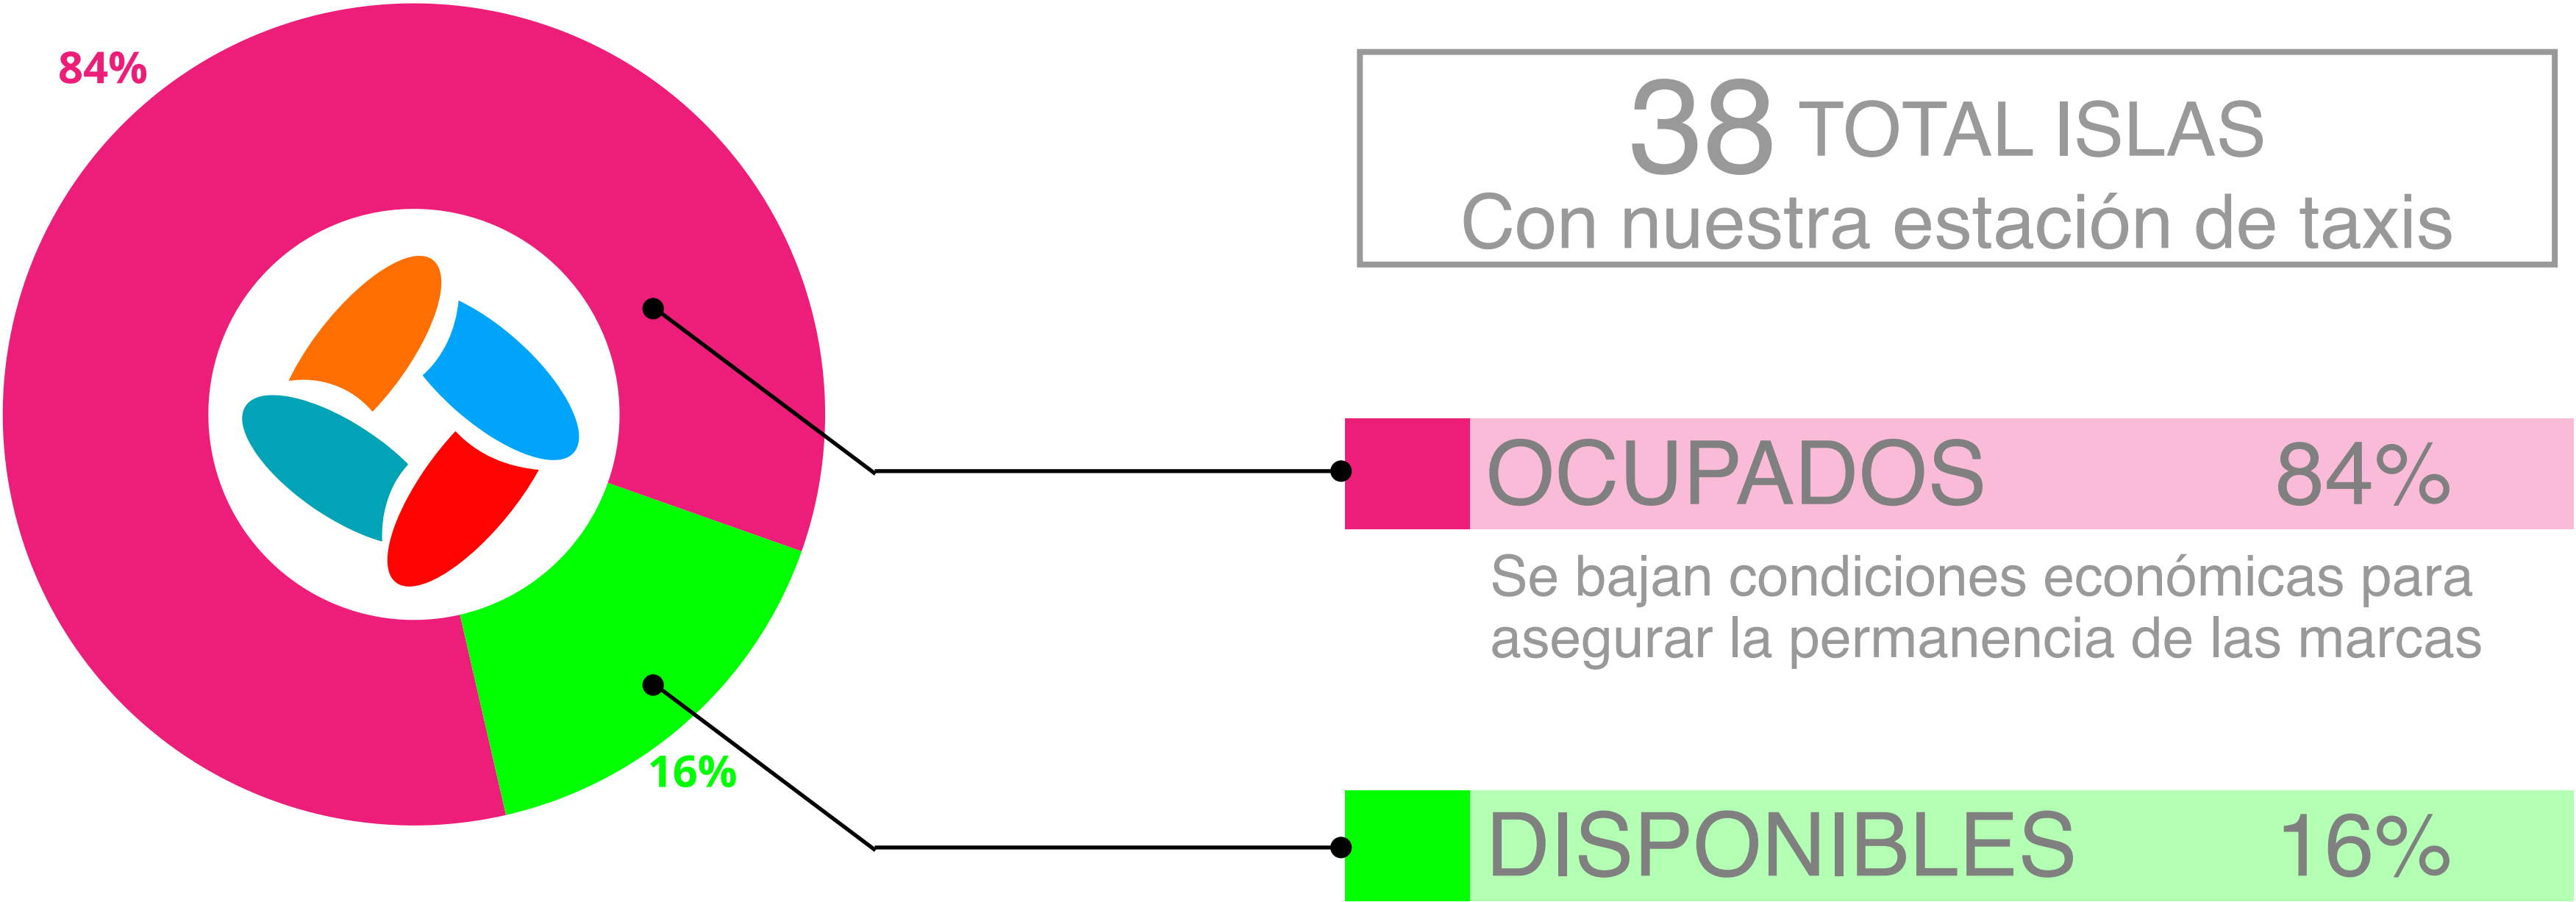 84%
38 TOTAL ISLAS
Con nuestra estación de taxis
OCUPADOS 84%
Se bajan condiciones económicas para
asegurar la permanencia de las marcas
16%
DISPONIBLES 16%